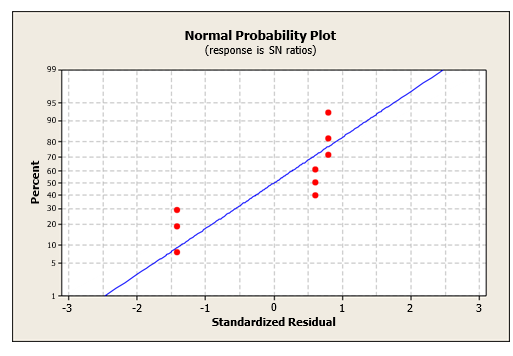 Normal Probability Plot
(response is SN ratios)
99
95
90
80
70
60
50
40
30
20
10
5
1
Percent
-3 -2 -1 0 1 2 3
Standardized Residual